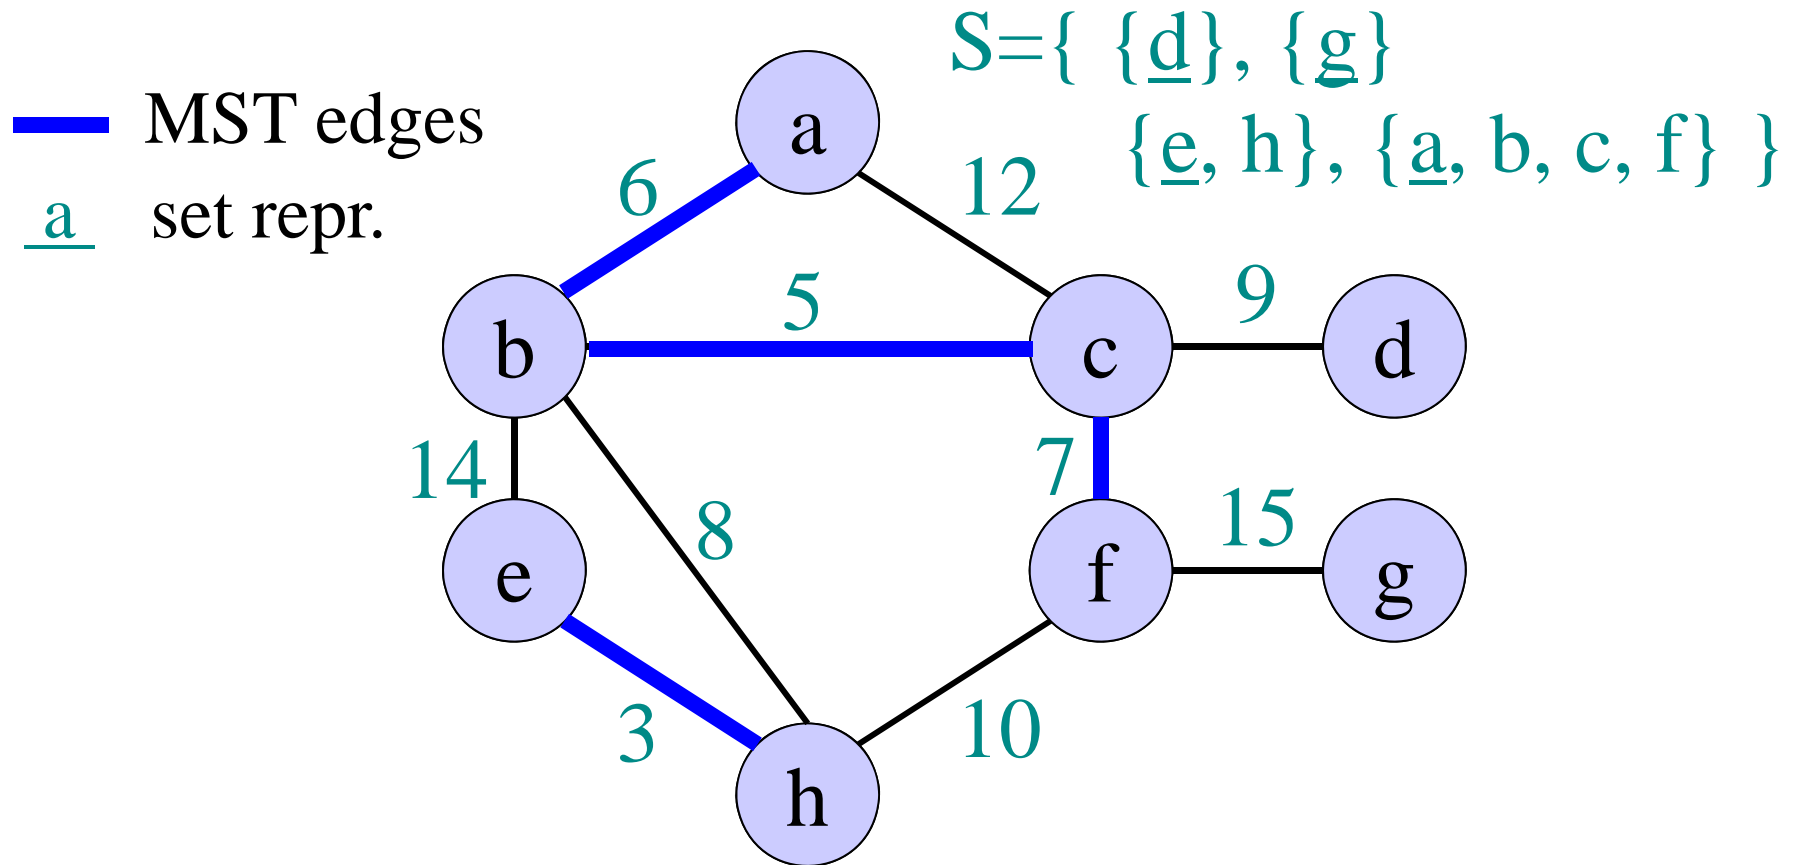 S={ {d}, {g}
{e, h}, {a, b, c, f} }
MST edges
a set repr.
a
6
12
5
9
b
c
d
14
7
8
15
e
f
g
3
10
h